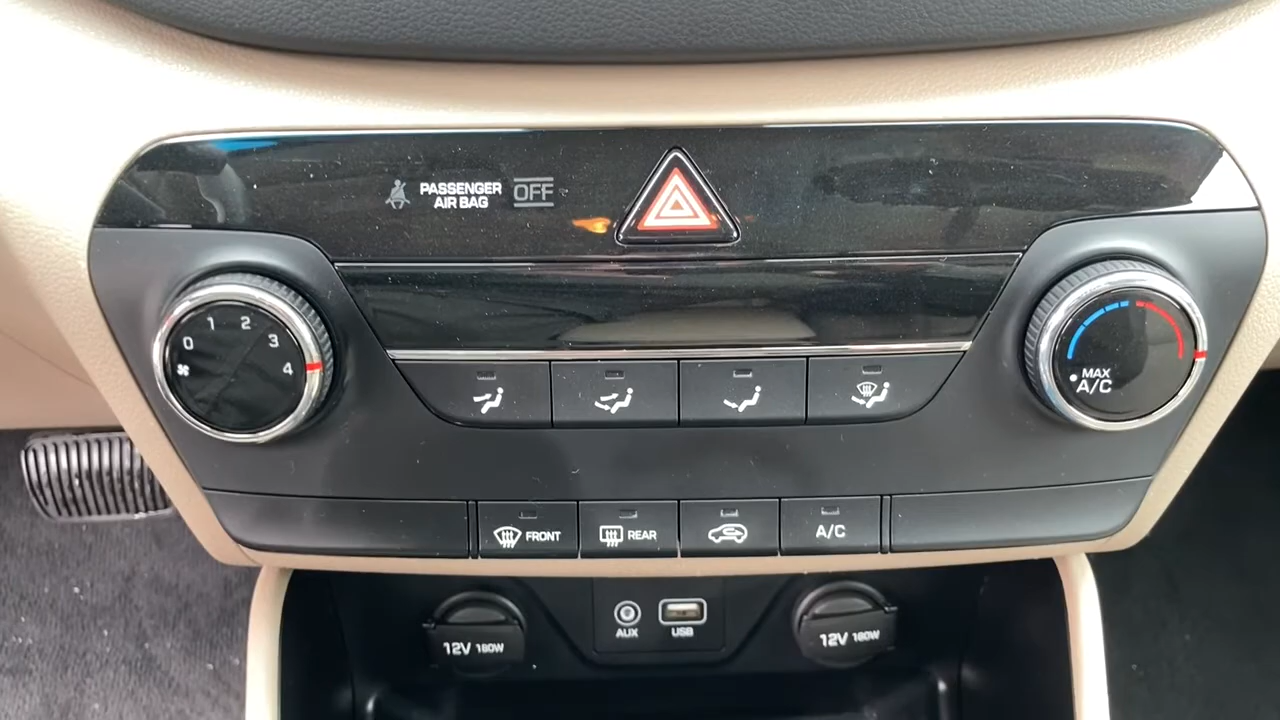 PASSENGER
AIR BAG
OFF
0
1
2
3
4
MAX
A/C
FRONT
REAR
A/C
12V 180W
AUX
USB
12V 180W